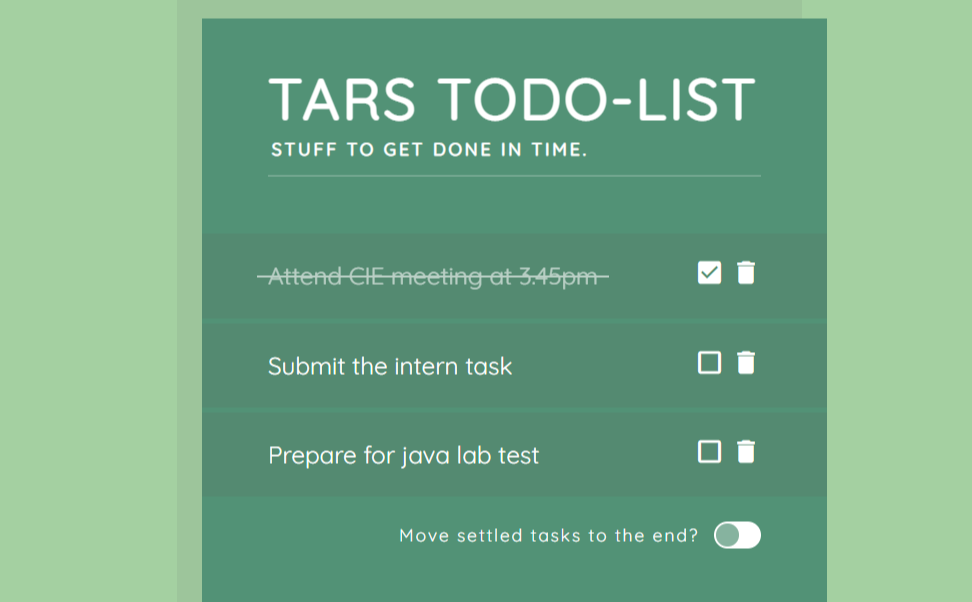 TARS TODO-LIST
STUFF TO GET DONE IN TIME.
Attend CIE meeting at 3.45pm
Submit the intern task
Prepare for java lab test
Move settled tasks to the end?